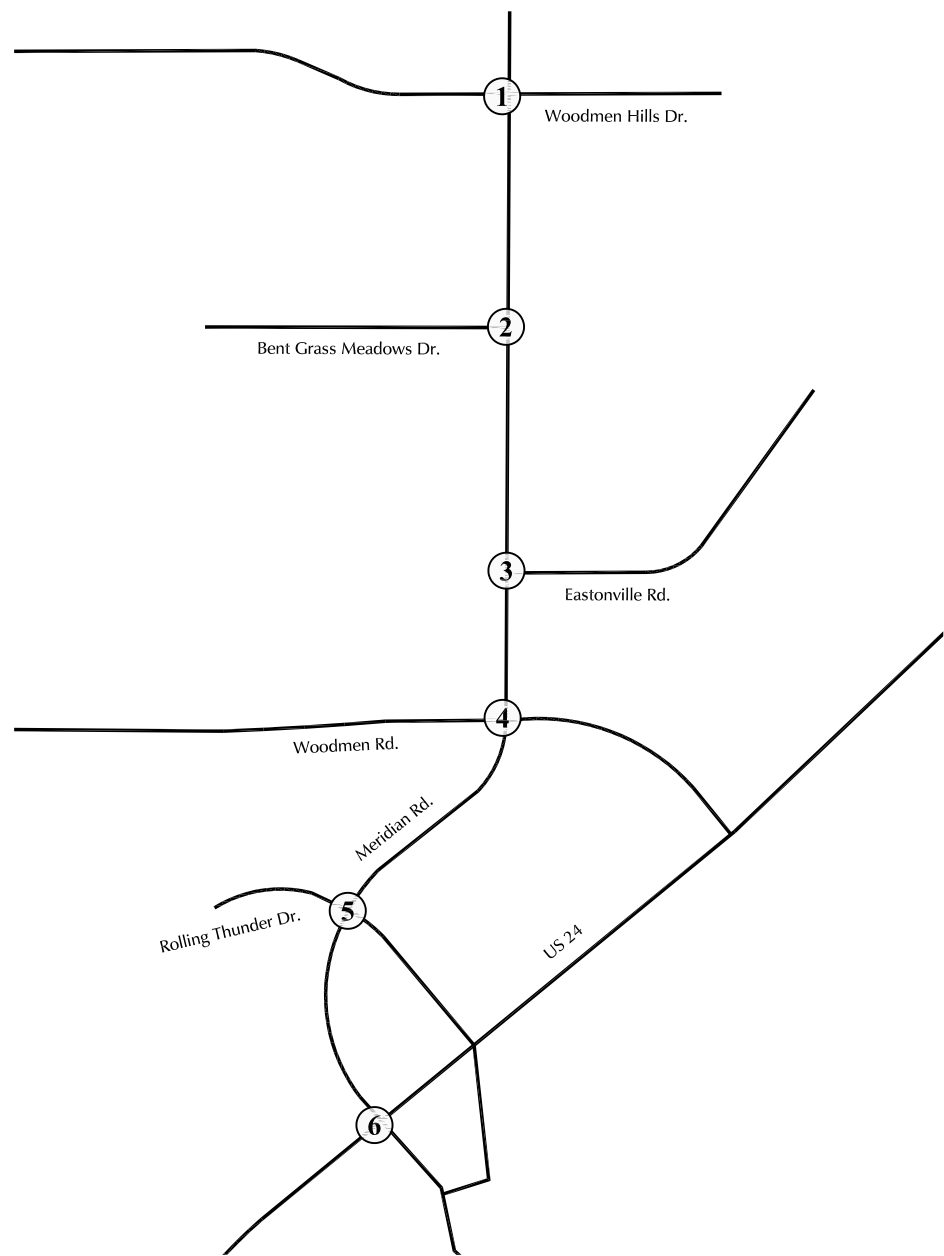 1
Woodmen Hills Dr.
2
Bent Grass Meadows Dr.
3
Eastonville Rd.
4
Woodmen Rd.
Meridian Rd.
5
Rolling Thunder Dr.
US 24
6